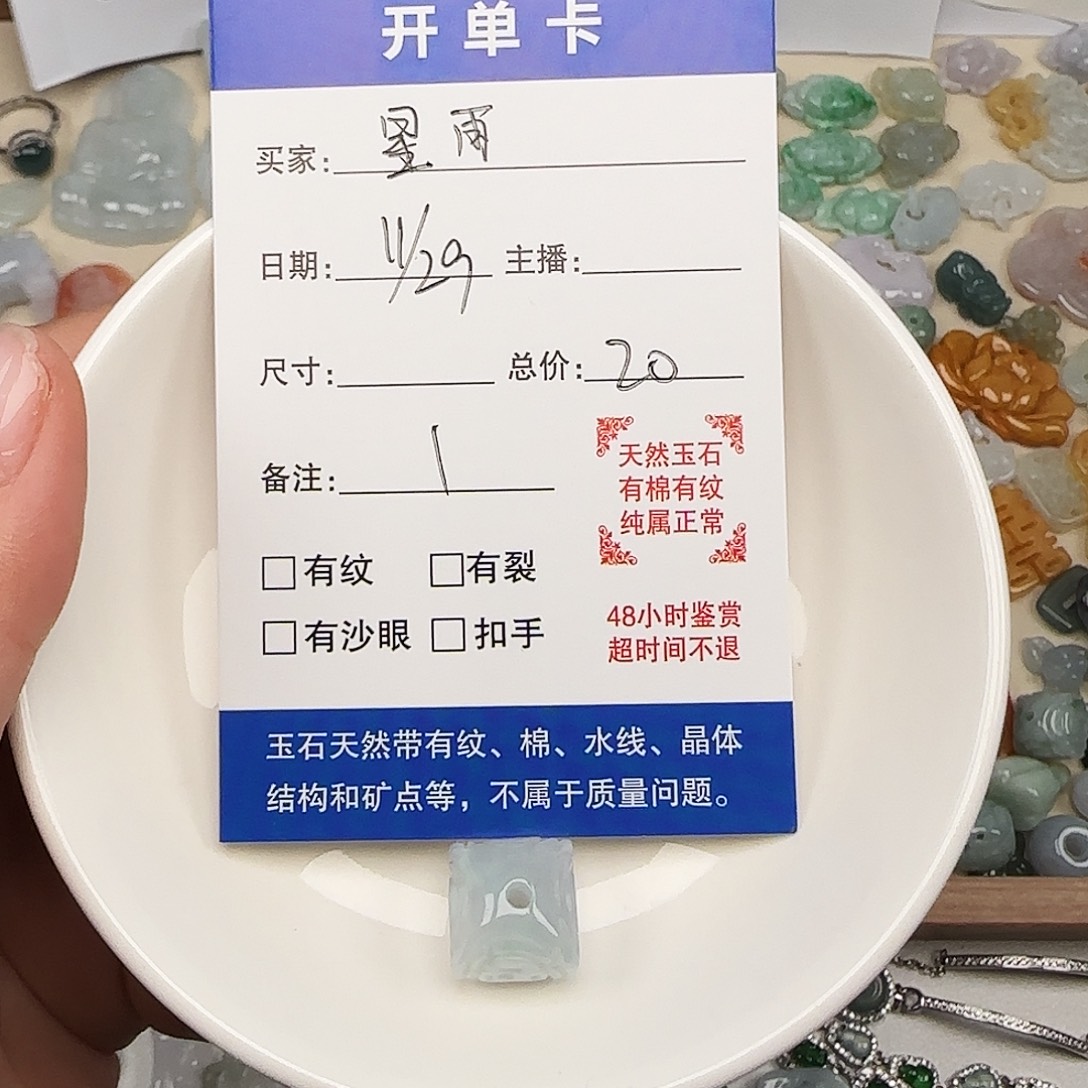 开单卡
买家: 星雨
日期: 11/29 主播:
尺寸: 总价: 20
备注: 1
天然玉石
有棉有纹
纯属正常
□有纹 □有裂
□有沙眼 □扣手
48小时鉴赏
超时间不退
玉石天然带有纹、棉、水线、晶体
结构和矿点等，不属于质量问题。